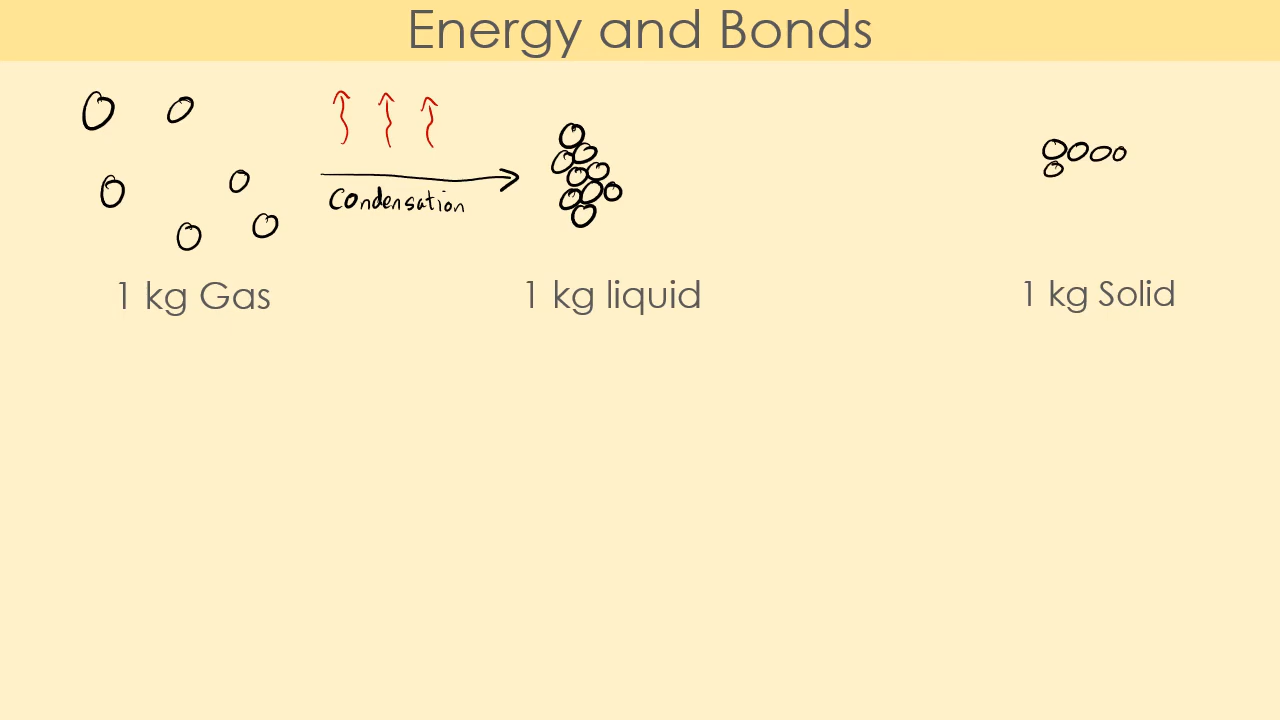 Energy and Bonds
Condensation
1 kg Gas
1 kg liquid
1 kg Solid